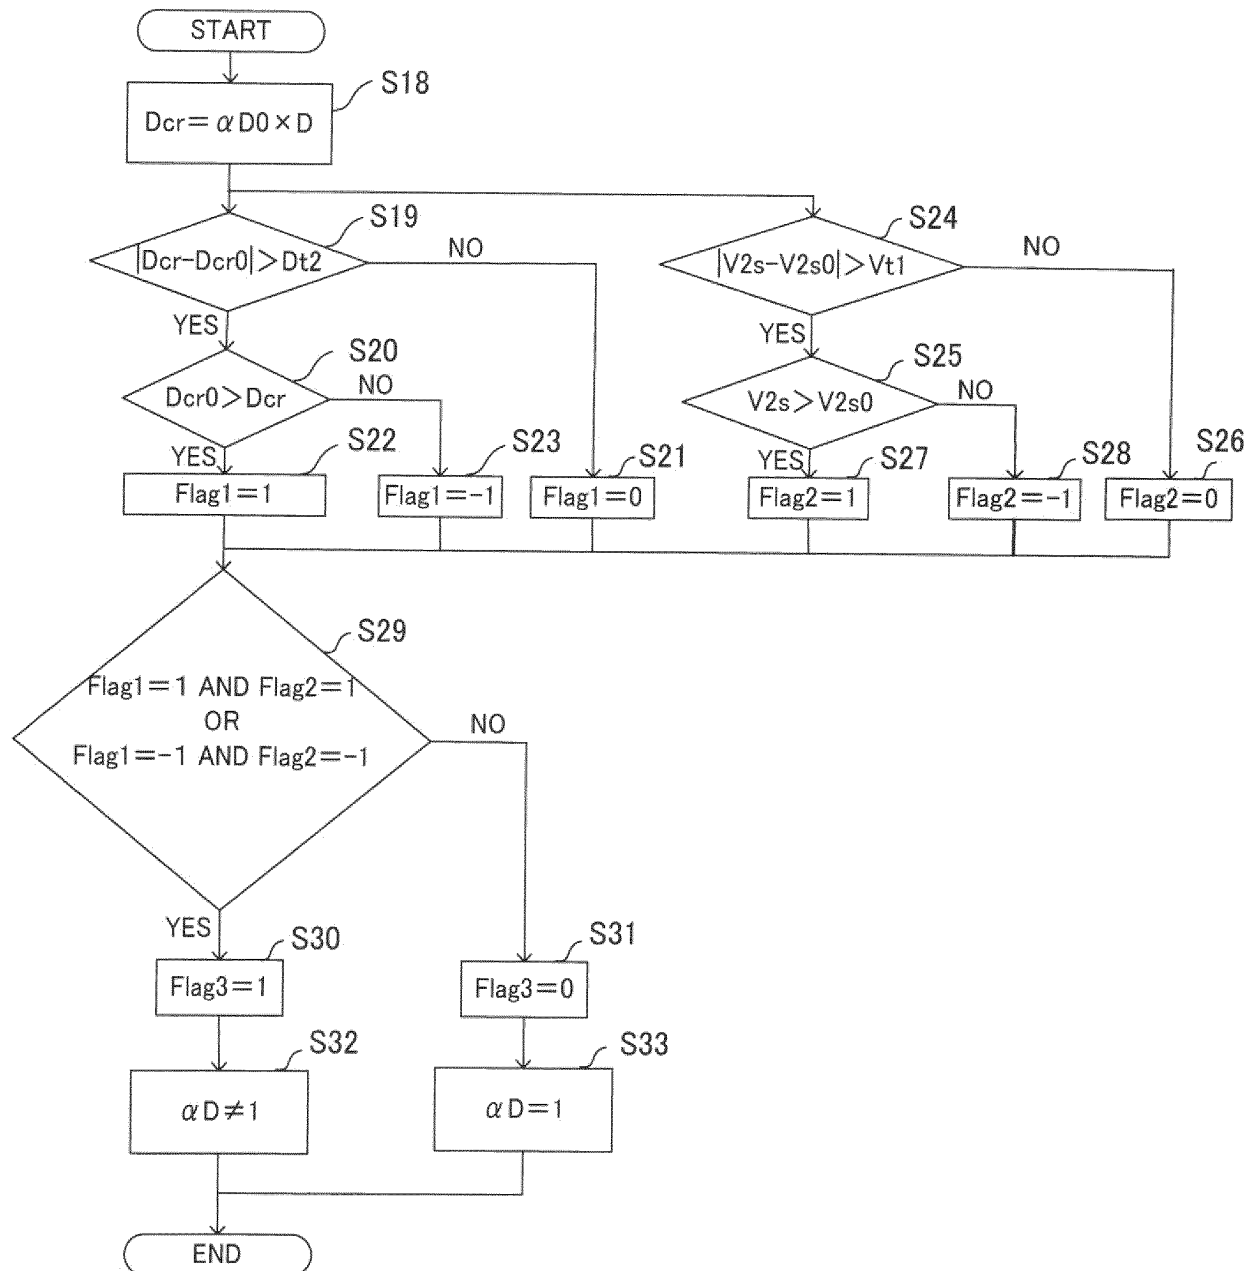 START
S18
Dcr=αD0×D
S19
|Dcr-Dcr0|>Dt2
NO
S24
|V2s-V2s0|>Vt1
NO
YES
YES
S20
Dcr0>Dcr
NO
S25
V2s>V2s0
NO
YES
S22
S23
S21
YES
S27
S28
S26
Flag1=1
Flag1=-1
Flag1=0
Flag2=1
Flag2=-1
Flag2=0
S29
Flag1=1 AND Flag2=1
OR
Flag1=-1 AND Flag2=-1
NO
YES
S30
S31
Flag3=1
Flag3=0
S32
S33
αD≠1
αD=1
END